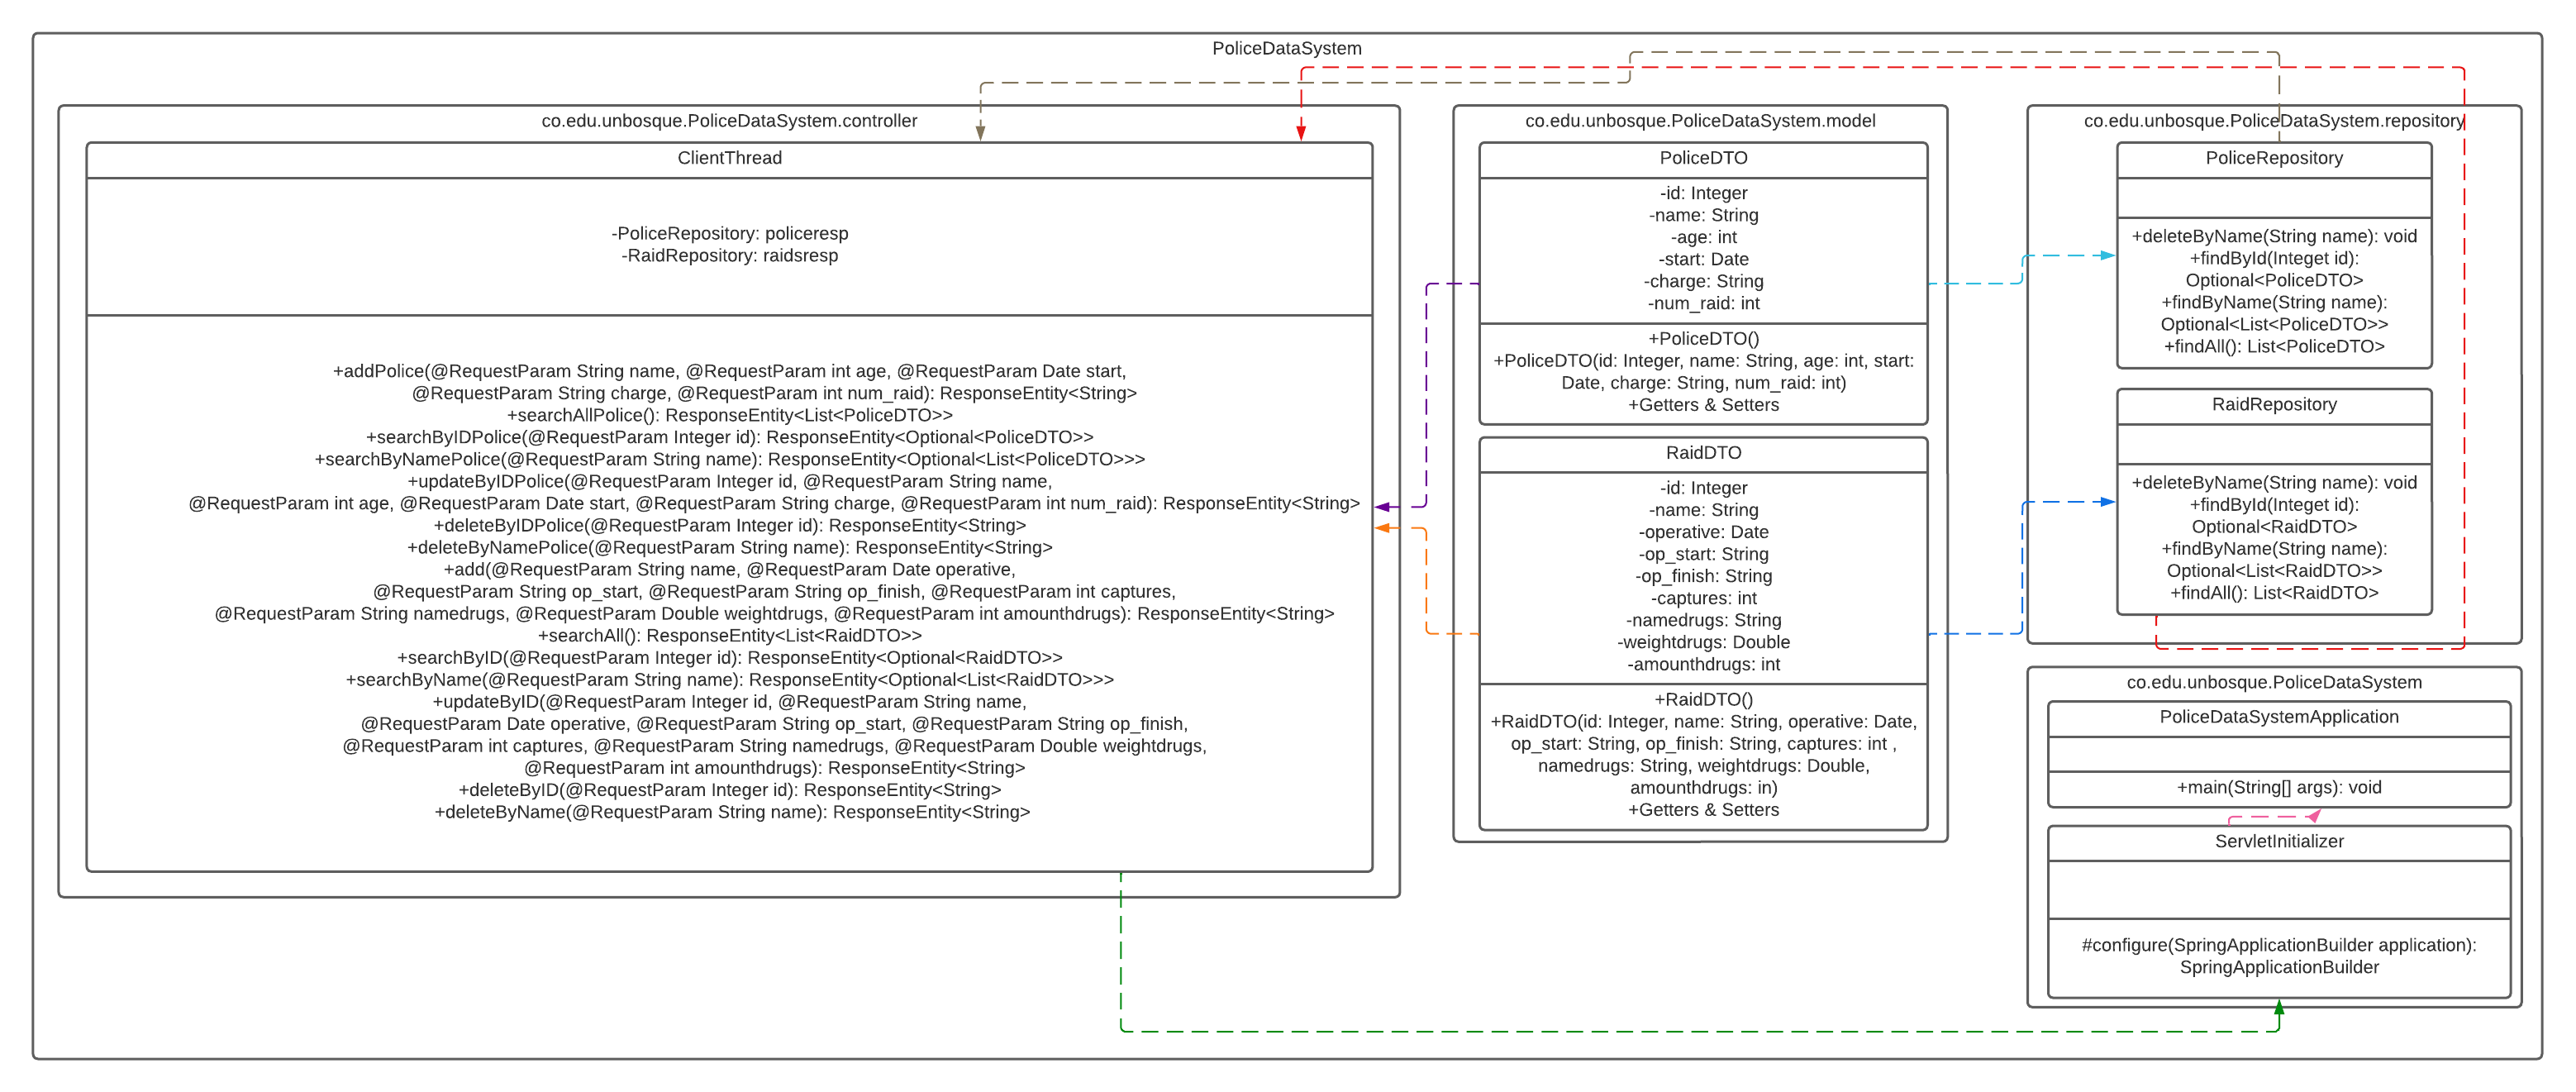 PoliceDataSystem
co.edu.unbosque.PoliceDataSystem.controller
ClientThread
-PoliceRepository: policeresp
-RaidRepository: raidsresp
+addPolice(@RequestParam String name, @RequestParam int age, @RequestParam Date start,
@RequestParam String charge, @RequestParam int num_raid): ResponseEntity<String>
+searchAllPolice(): ResponseEntity<List<PoliceDTO>>
+searchByIDPolice(@RequestParam Integer id): ResponseEntity<Optional<PoliceDTO>>
+searchByNamePolice(@RequestParam String name): ResponseEntity<Optional<List<PoliceDTO>>>
+updateByIDPolice(@RequestParam Integer id, @RequestParam String name,
@RequestParam int age, @RequestParam Date start, @RequestParam String charge, @RequestParam int num_raid): ResponseEntity<String>
+deleteByIDPolice(@RequestParam Integer id): ResponseEntity<String>
+deleteByNamePolice(@RequestParam String name): ResponseEntity<String>
+add(@RequestParam String name, @RequestParam Date operative,
@RequestParam String op_start, @RequestParam String op_finish, @RequestParam int captures,
@RequestParam String namedrugs, @RequestParam Double weightdrugs, @RequestParam int amounthdrugs): ResponseEntity<String>
+searchAll(): ResponseEntity<List<RaidDTO>>
+searchByID(@RequestParam Integer id): ResponseEntity<Optional<RaidDTO>>
+searchByName(@RequestParam String name): ResponseEntity<Optional<List<RaidDTO>>>
+updateByID(@RequestParam Integer id, @RequestParam String name,
@RequestParam Date operative, @RequestParam String op_start, @RequestParam String op_finish,
@RequestParam int captures, @RequestParam String namedrugs, @RequestParam Double weightdrugs,
@RequestParam int amounthdrugs): ResponseEntity<String>
+deleteByID(@RequestParam Integer id): ResponseEntity<String>
+deleteByName(@RequestParam String name): ResponseEntity<String>
co.edu.unbosque.PoliceDataSystem.model
PoliceDTO
-id: Integer
-name: String
-age: int
-start: Date
-charge: String
-num_raid: int
+PoliceDTO()
+PoliceDTO(id: Integer, name: String, age: int, start:
Date, charge: String, num_raid: int)
+Getters & Setters
RaidDTO
-id: Integer
-name: String
-operative: Date
-op_start: String
-op_finish: String
-captures: int
-namedrugs: String
-weightdrugs: Double
-amounthdrugs: int
+RaidDTO()
+RaidDTO(id: Integer, name: String, operative: Date,
op_start: String, op_finish: String, captures: int ,
namedrugs: String, weightdrugs: Double,
amounthdrugs: in)
+Getters & Setters
co.edu.unbosque.PoliceDataSystem.repository
PoliceRepository
+deleteByName(String name): void
+findById(Integet id):
Optional<PoliceDTO>
+findByName(String name):
Optional<List<PoliceDTO>>
+findAll(): List<PoliceDTO>
RaidRepository
+deleteByName(String name): void
+findById(Integet id):
Optional<RaidDTO>
+findByName(String name):
Optional<List<RaidDTO>>
+findAll(): List<RaidDTO>
co.edu.unbosque.PoliceDataSystem
PoliceDataSystemApplication
+main(String[] args): void
ServletInitializer
#configure(SpringApplicationBuilder application):
SpringApplicationBuilder